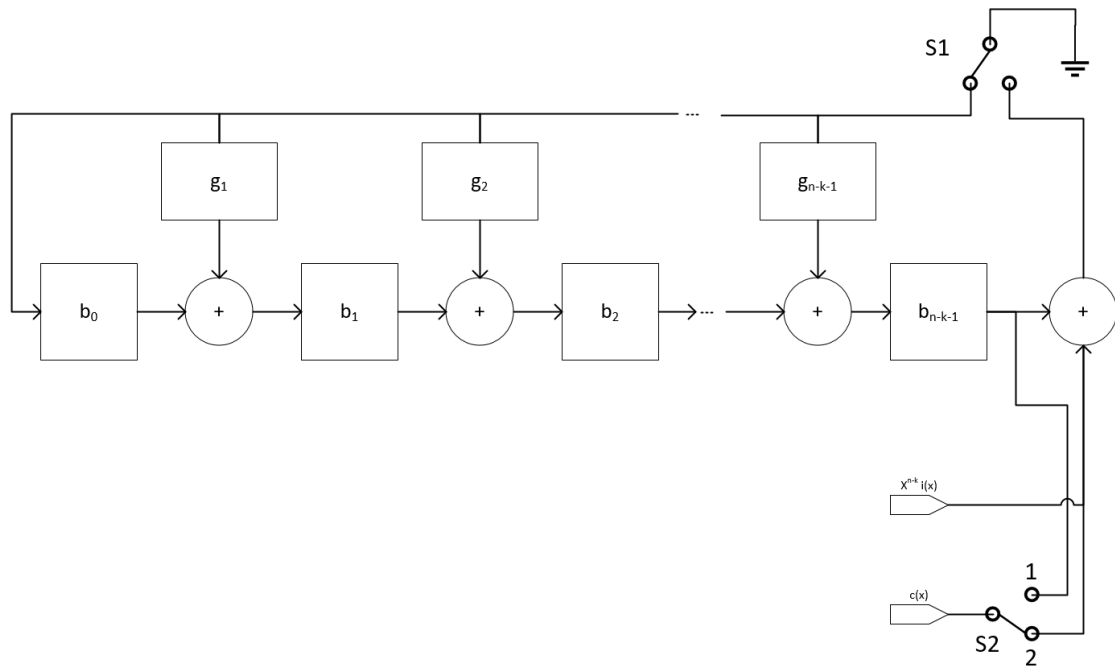 S1
...
g₁
g₂
gₙ₋ₖ₋₁
b₀
+
b₁
+
b₂
...
+
bₙ₋ₖ₋₁
+
Xⁿ⁻ᵏ i(x)
1
c(x)
S2
2